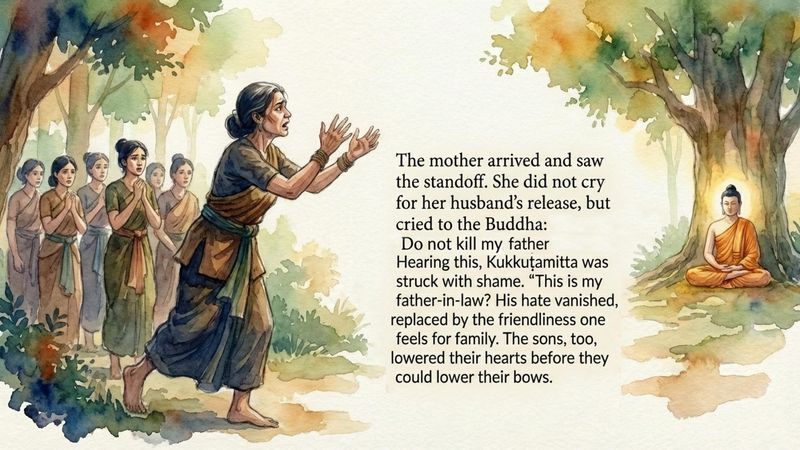 The mother arrived and saw
the standoff. She did not cry
for her husband’s release, but
cried to the Buddha:
Do not kill my father
Hearing this, Kukkuṭamitta was
struck with shame. “This is my
father-in-law? His hate vanished,
replaced by the friendliness one
feels for family. The sons, too,
lowered their hearts before they
could lower their bows.